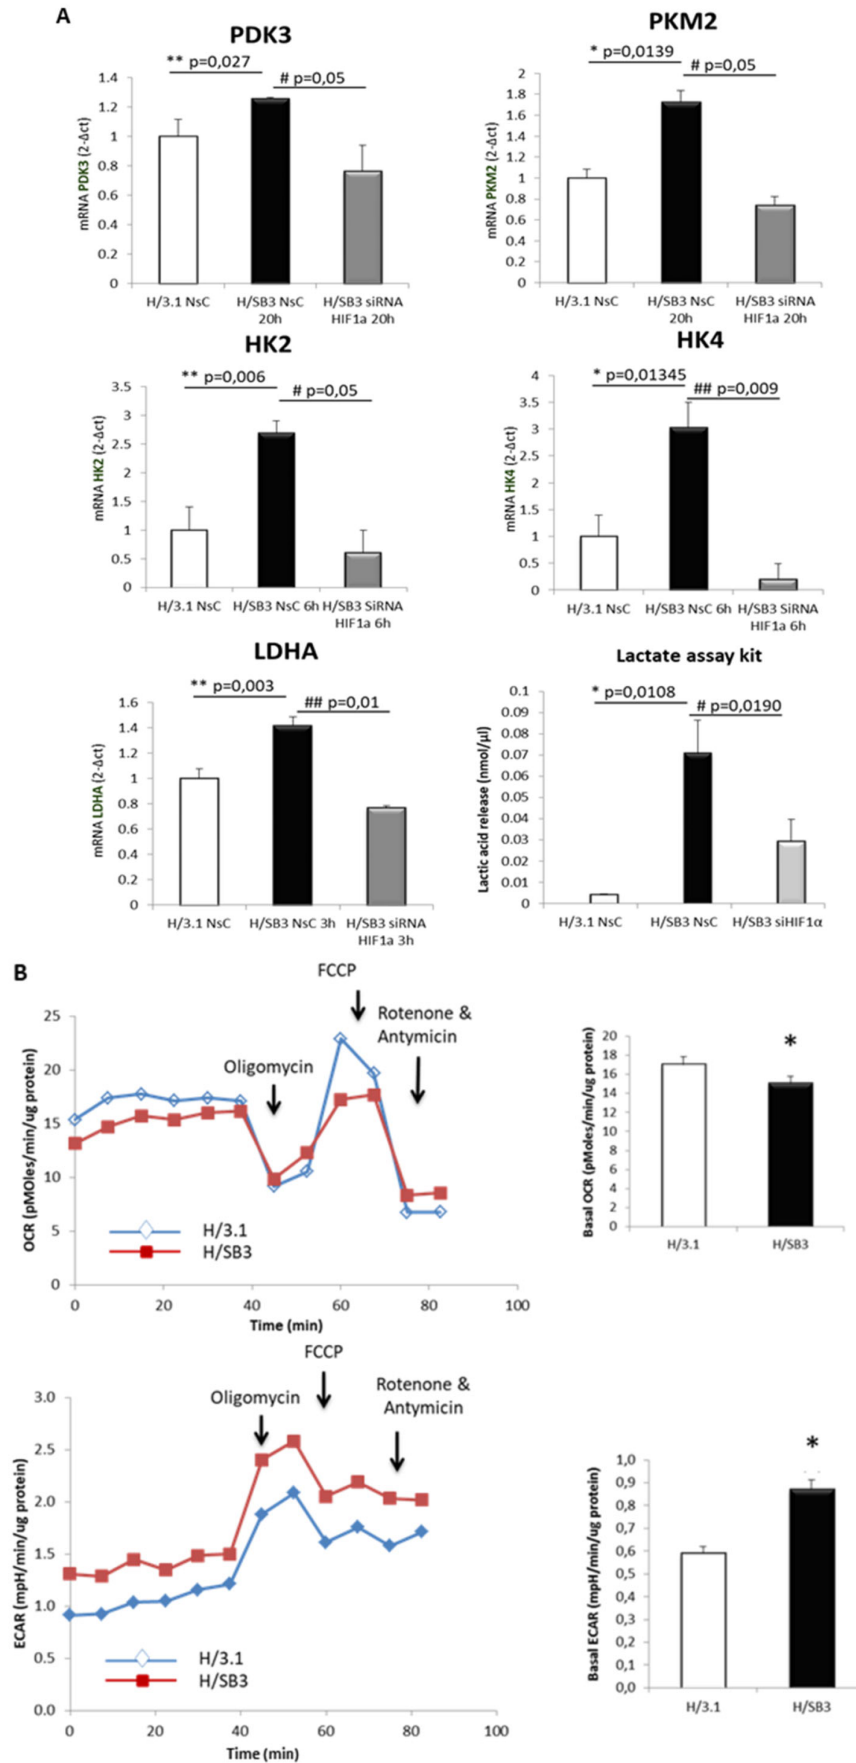 A
PDK3
** p=0,027
# p=0,05
1.4
1.2
1
0.8
0.6
0.4
0.2
0
mRNA PDK3 (2-Δct)
H/3.1 NsC
H/SB3 NsC
20h
H/SB3 siRNA
HIF1a 20h
PKM2
* p=0,0139
# p=0,05
2
1.8
1.6
1.4
1.2
1
0.8
0.6
0.4
0.2
0
mRNA PKM2 (2-Δct)
H/3.1 NsC
H/SB3 NsC
20h
H/SB3 siRNA
HIF1a 20h
HK2
** p=0,006
# p=0,05
3.5
3
2.5
2
1.5
1
0.5
0
mRNA HK2 (2-Δct)
H/3.1 NsC
H/SB3 NsC 6h
H/SB3 SiRNA
HIF1a 6h
HK4
* p=0,01345
## p=0,009
4
3.5
3
2.5
2
1.5
1
0.5
0
mRNA HK4 (2-Δct)
H/3.1 NsC
H/SB3 NsC 6h
H/SB3 SiRNA
HIF1a 6h
LDHA
** p=0,003
## p=0,01
1.6
1.4
1.2
1
0.8
0.6
0.4
0.2
0
mRNA LDHA (2-Δct)
H/3.1 NsC
H/SB3 NsC 3h
H/SB3 siRNA
HIF1a 3h
Lactate assay kit
* p=0,0108
# p=0,0190
0.1
0.09
0.08
0.07
0.06
0.05
0.04
0.03
0.02
0.01
0
Lactic acid release (nmol/µl)
H/3.1 NsC
H/SB3 NsC
H/SB3 siHIF1α
B
FCCP
Rotenone &
Antymicin
Oligomycin
25
20
15
10
5
0
OCR (pMOles/min/ug protein)
H/3.1
H/SB3
0 20 40 60 80 100
Time (min)
*
20
18
16
14
12
10
8
6
4
2
0
Basal OCR (pMoles/min/ug protein)
H/3.1
H/SB3
FCCP
Rotenone &
Antymicin
Oligomycin
3.0
2.5
2.0
1.5
1.0
0.5
0.0
ECAR (mpH/min/ug protein)
H/3.1
H/SB3
0 20 40 60 80 100
Time (min)
*
1,0
0,9
0,8
0,7
0,6
0,5
0,4
0,3
0,2
0,1
0,0
Basal ECAR (mpH/min/ug protein)
H/3.1
H/SB3